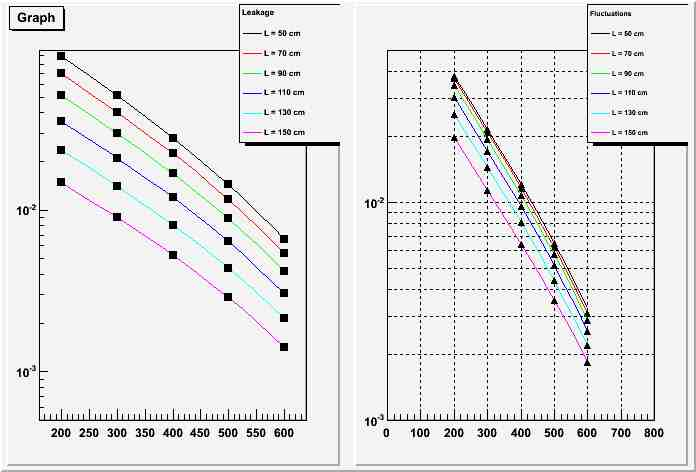 Graph
Leakage
L = 50 cm
L = 70 cm
L = 90 cm
L = 110 cm
L = 130 cm
L = 150 cm
10-2
10-3
200 250 300 350 400 450 500 550 600
Fluctuations
L = 50 cm
L = 70 cm
L = 90 cm
L = 110 cm
L = 130 cm
L = 150 cm
10-2
10-3
0 100 200 300 400 500 600 700 800